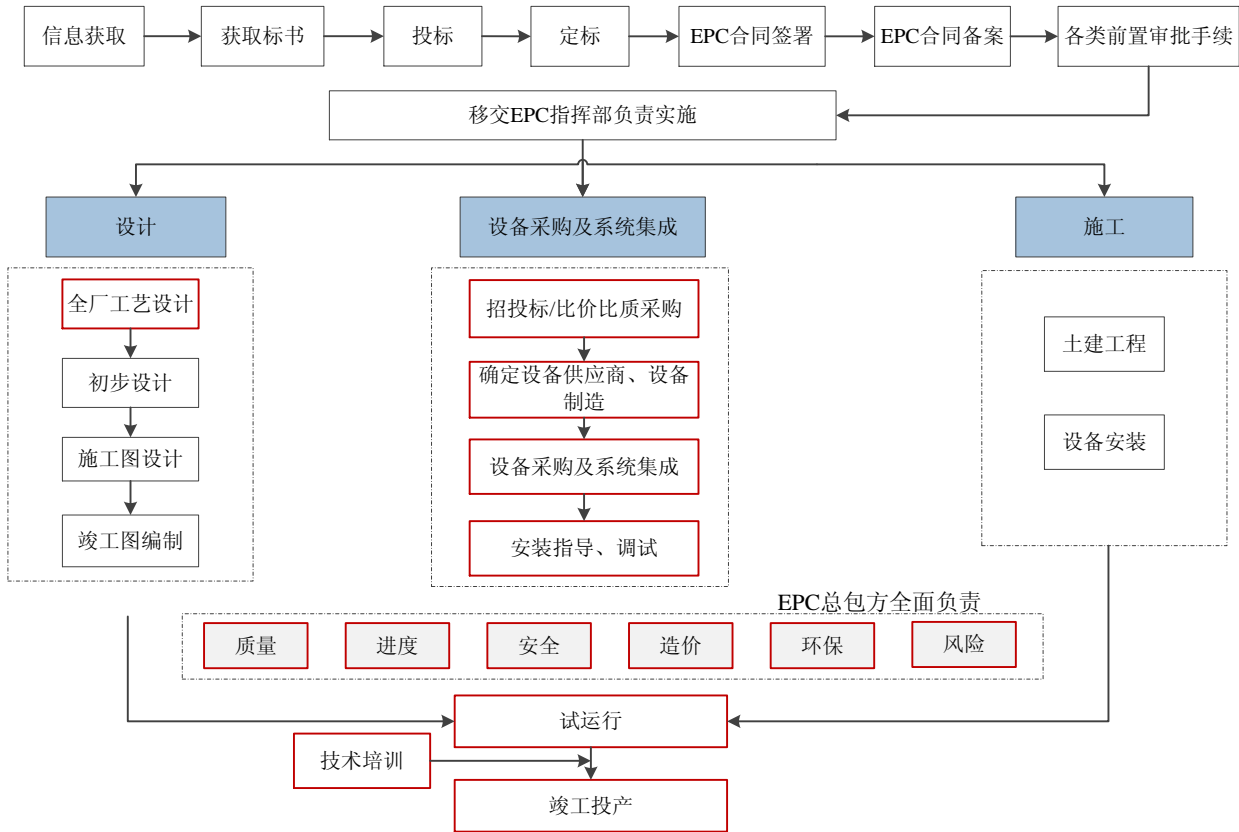 信息获取
获取标书
投标
定标
EPC合同签署
EPC合同备案
各类前置审批手续
移交EPC指挥部负责实施
设计
设备采购及系统集成
施工
全厂工艺设计
初步设计
施工图设计
竣工图编制
招投标/比价比质采购
确定设备供应商、设备
制造
设备采购及系统集成
安装指导、调试
土建工程
设备安装
EPC总包方全面负责
质量
进度
安全
造价
环保
风险
试运行
技术培训
竣工投产